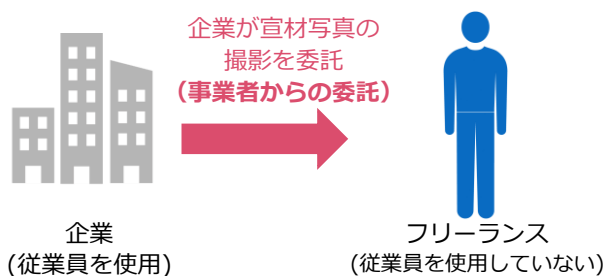 企業が宣材写真の
撮影を委託
（事業者からの委託）
企業
(従業員を使用)
フリーランス
(従業員を使用していない)